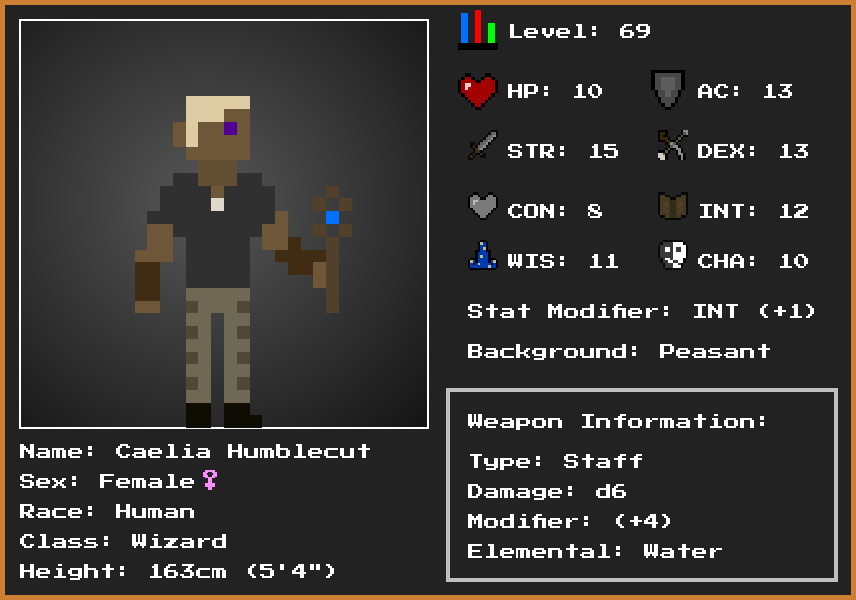 Level: 69
HP: 10
AC: 13
STR: 15
DEX: 13
CON: 8
INT: 12
WIS: 11
CHA: 10
Stat Modifier: INT (+1)
Background: Peasant
Weapon Information:
Type: Staff
Damage: d6
Modifier: (+4)
Elemental: Water
Name: Caelia Humblecut
Sex: Female♀
Race: Human
Class: Wizard
Height: 163cm (5'4")